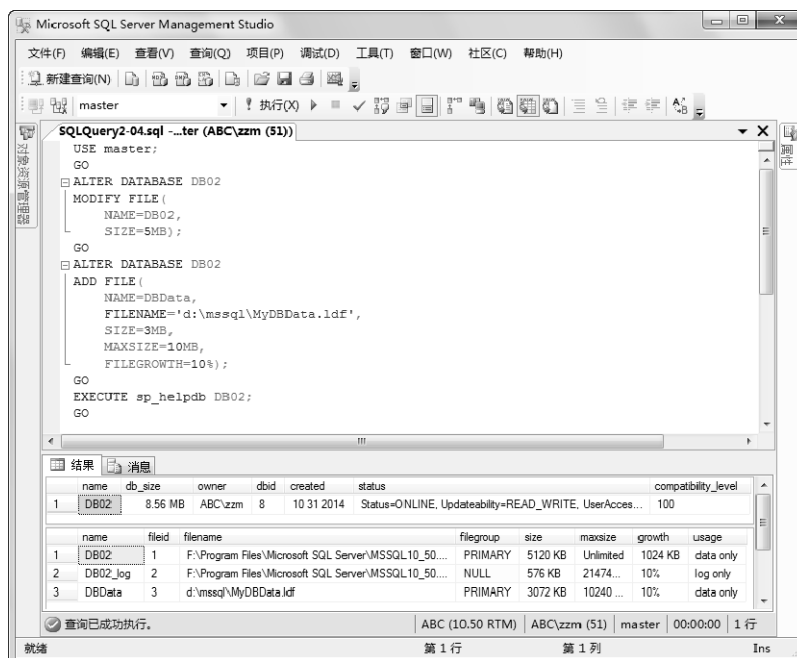 Microsoft SQL Server Management Studio
文件(F) 编辑(E) 查看(V) 查询(Q) 项目(P) 调试(D) 工具(T) 窗口(W) 社区(C) 帮助(H)
新建查询(N)
master 执行(X)
对象资源管理器
SQLQuery2-04.sql -...ter (ABC\zzm (51))
属性
USE master;
GO
ALTER DATABASE DB02
MODIFY FILE(
NAME=DB02,
SIZE=5MB);
GO
ALTER DATABASE DB02
ADD FILE(
NAME=DBData,
FILENAME='d:\mssql\MyDBData.ldf',
SIZE=3MB,
MAXSIZE=10MB,
FILEGROWTH=10%);
GO
EXECUTE sp_helpdb DB02;
GO
结果 消息
name db_size owner dbid created status compatibility_level
1 DB02 8.56 MB ABC\zzm 8 10 31 2014 Status=ONLINE, Updateability=READ_WRITE, UserAcces... 100
name fileid filename filegroup size maxsize growth usage
1 DB02 1 F:\Program Files\Microsoft SQL Server\MSSQL10_50.... PRIMARY 5120 KB Unlimited 1024 KB data only
2 DB02_log 2 F:\Program Files\Microsoft SQL Server\MSSQL10_50.... NULL 576 KB 21474... 10% log only
3 DBData 3 d:\mssql\MyDBData.ldf PRIMARY 3072 KB 10240 ... 10% data only
查询已成功执行。 ABC (10.50 RTM) ABC\zzm (51) master 00:00:00 1 行
就绪 第 1 行 第 1 列 Ins